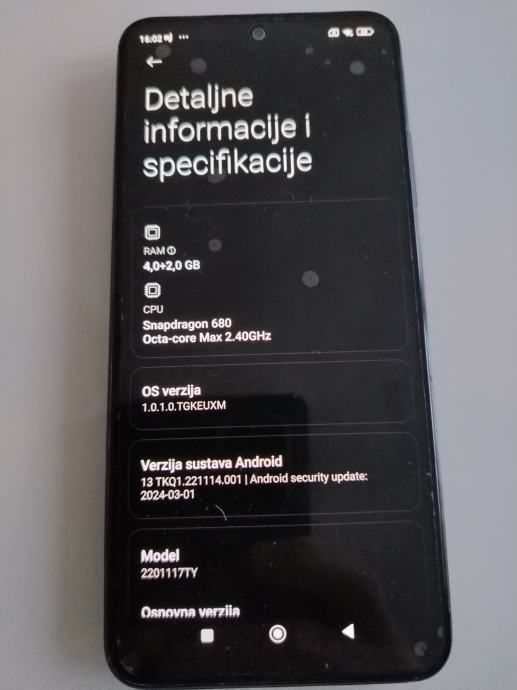 16:02
Detaljne
informacije i
specifikacije
RAM
4,0+2,0 GB
CPU
Snapdragon 680
Octa-core Max 2.40GHz
OS verzija
1.0.1.0.TGKEUXM
Verzija sustava Android
13 TKQ1.221114.001 | Android security update:
2024-03-01
Model
2201117TY
Osnovna verzija